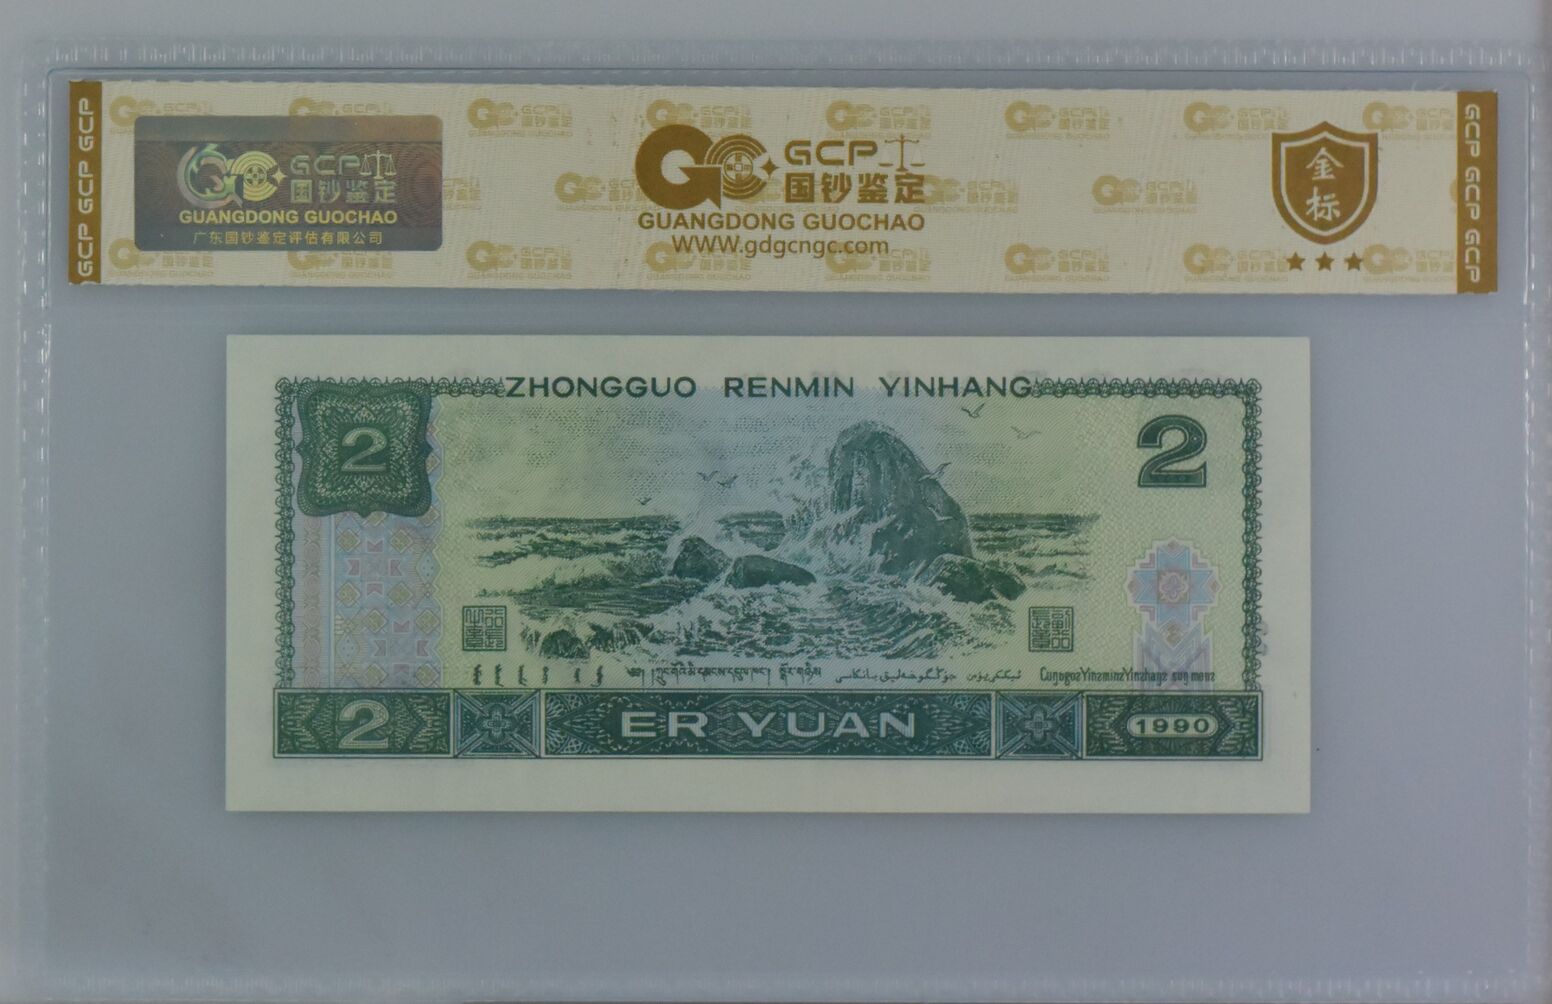 GCP GCP GCP
GCP 国钞鉴定
GUANGDONG GUOCHAO
广东国钞鉴定评估有限公司
GCP
国钞鉴定
GUANGDONG GUOCHAO
WWW.gdgcngc.com
金标
GCP GCP GCP
ZHONGGUO RENMIN YINHANG
2
2
2
ER YUAN
1990